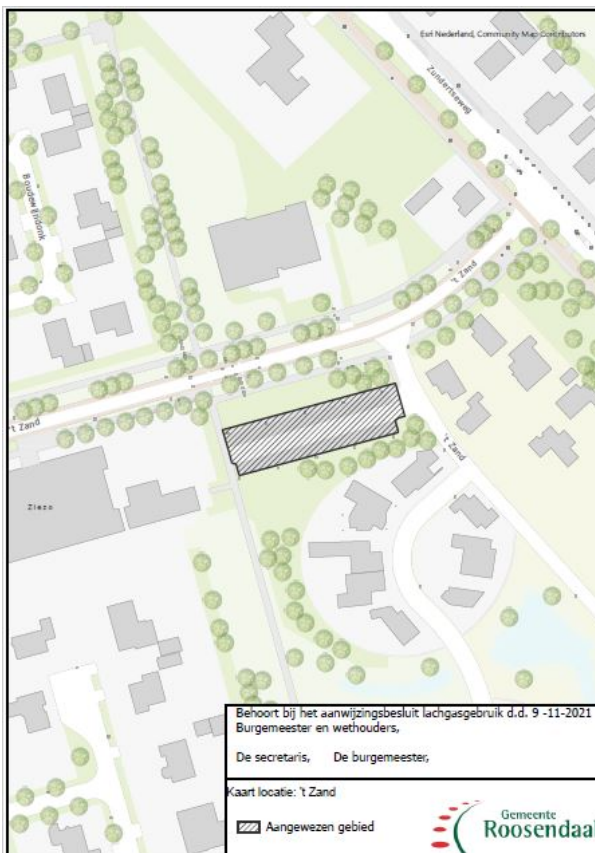 Esri Nederland, Community Map Contributors
Zundertseweg
Boudewijndonk
't Zand
't Zand
't Zand
Ziezo
Behoort bij het aanwijzingsbesluit lachgasgebruik d.d. 9 -11-2021
Burgemeester en wethouders,
De secretaris, De burgemeester,
Kaart locatie: 't Zand
Aangewezen gebied
Gemeente
Roosendaal